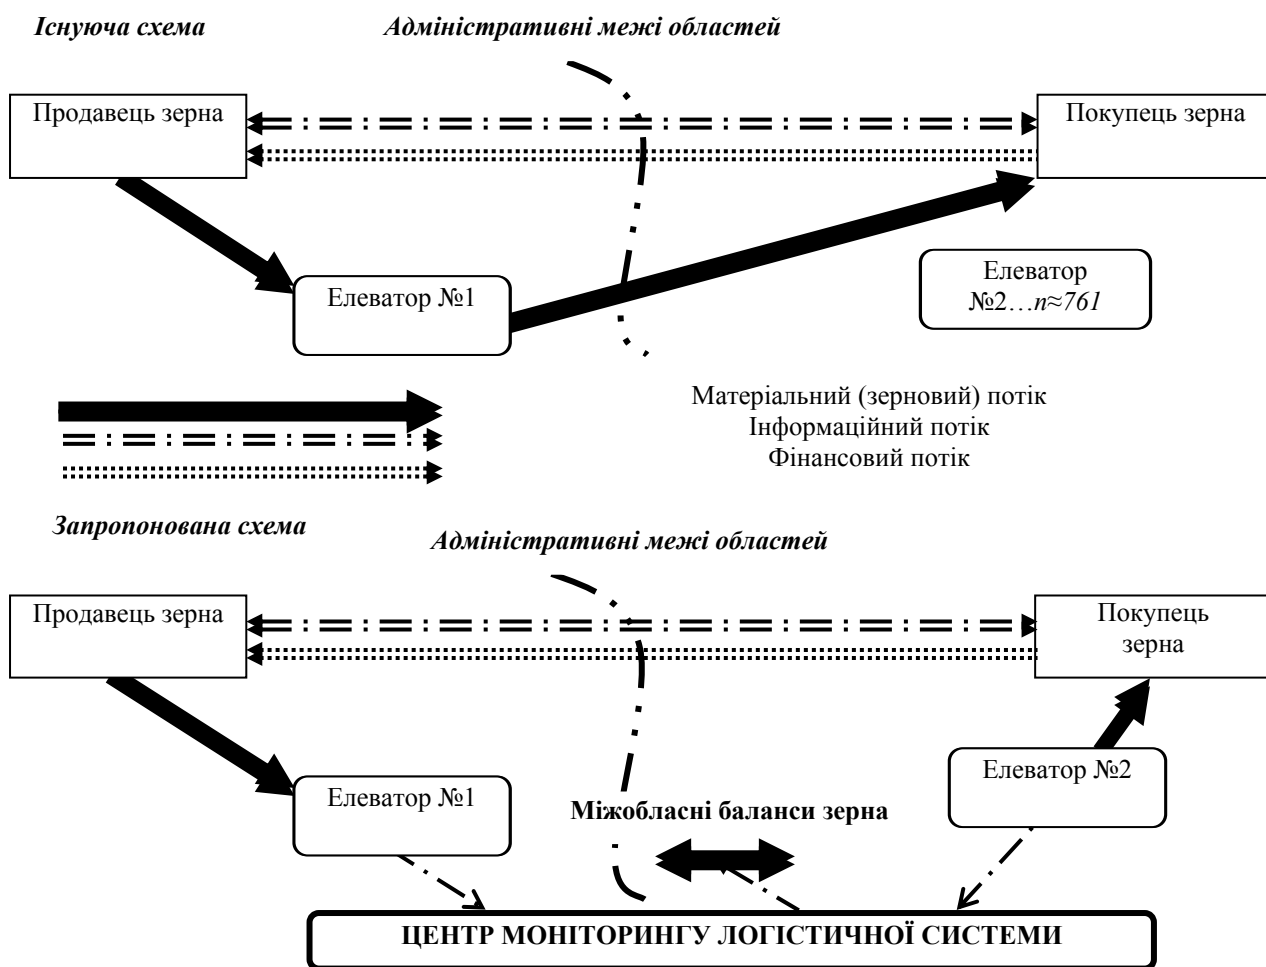 Існуюча схема
Адміністративні межі областей
Продавець зерна
Покупець зерна
Елеватор №1
Елеватор
№2…n≈761
Матеріальний (зерновий) потік
Інформаційний потік
Фінансовий потік
Запропонована схема
Адміністративні межі областей
Продавець зерна
Покупець
зерна
Елеватор №1
Елеватор №2
Міжобласні баланси зерна
ЦЕНТР МОНІТОРИНГУ ЛОГІСТИЧНОЇ СИСТЕМИ